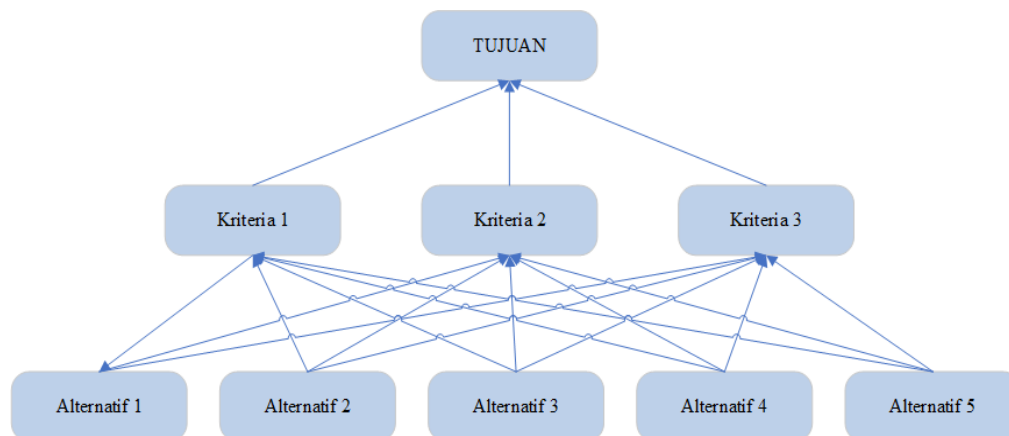 TUJUAN
Kriteria 1
Kriteria 2
Kriteria 3
Alternatif 1
Alternatif 2
Alternatif 3
Alternatif 4
Alternatif 5